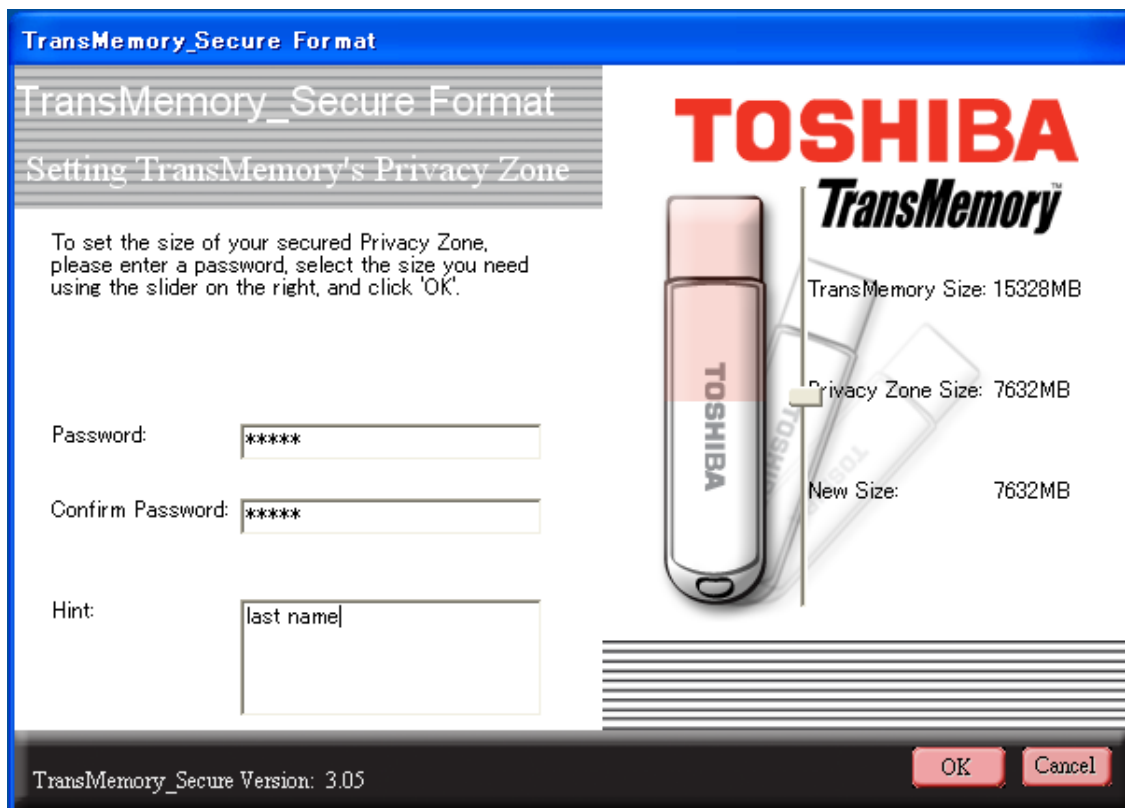 TransMemory_Secure Format
TransMemory_Secure Format
Setting TransMemory's Privacy Zone
To set the size of your secured Privacy Zone,
please enter a password, select the size you need
using the slider on the right, and click 'OK'.
Password: *****
Confirm Password: *****
Hint: last name
TOSHIBA
TransMemory™
TOSHIBA
TransMemory Size: 15328MB
Privacy Zone Size: 7632MB
New Size: 7632MB
TOSHIBA
TOSHIBA
TransMemory_Secure Version: 3.05
OK
Cancel